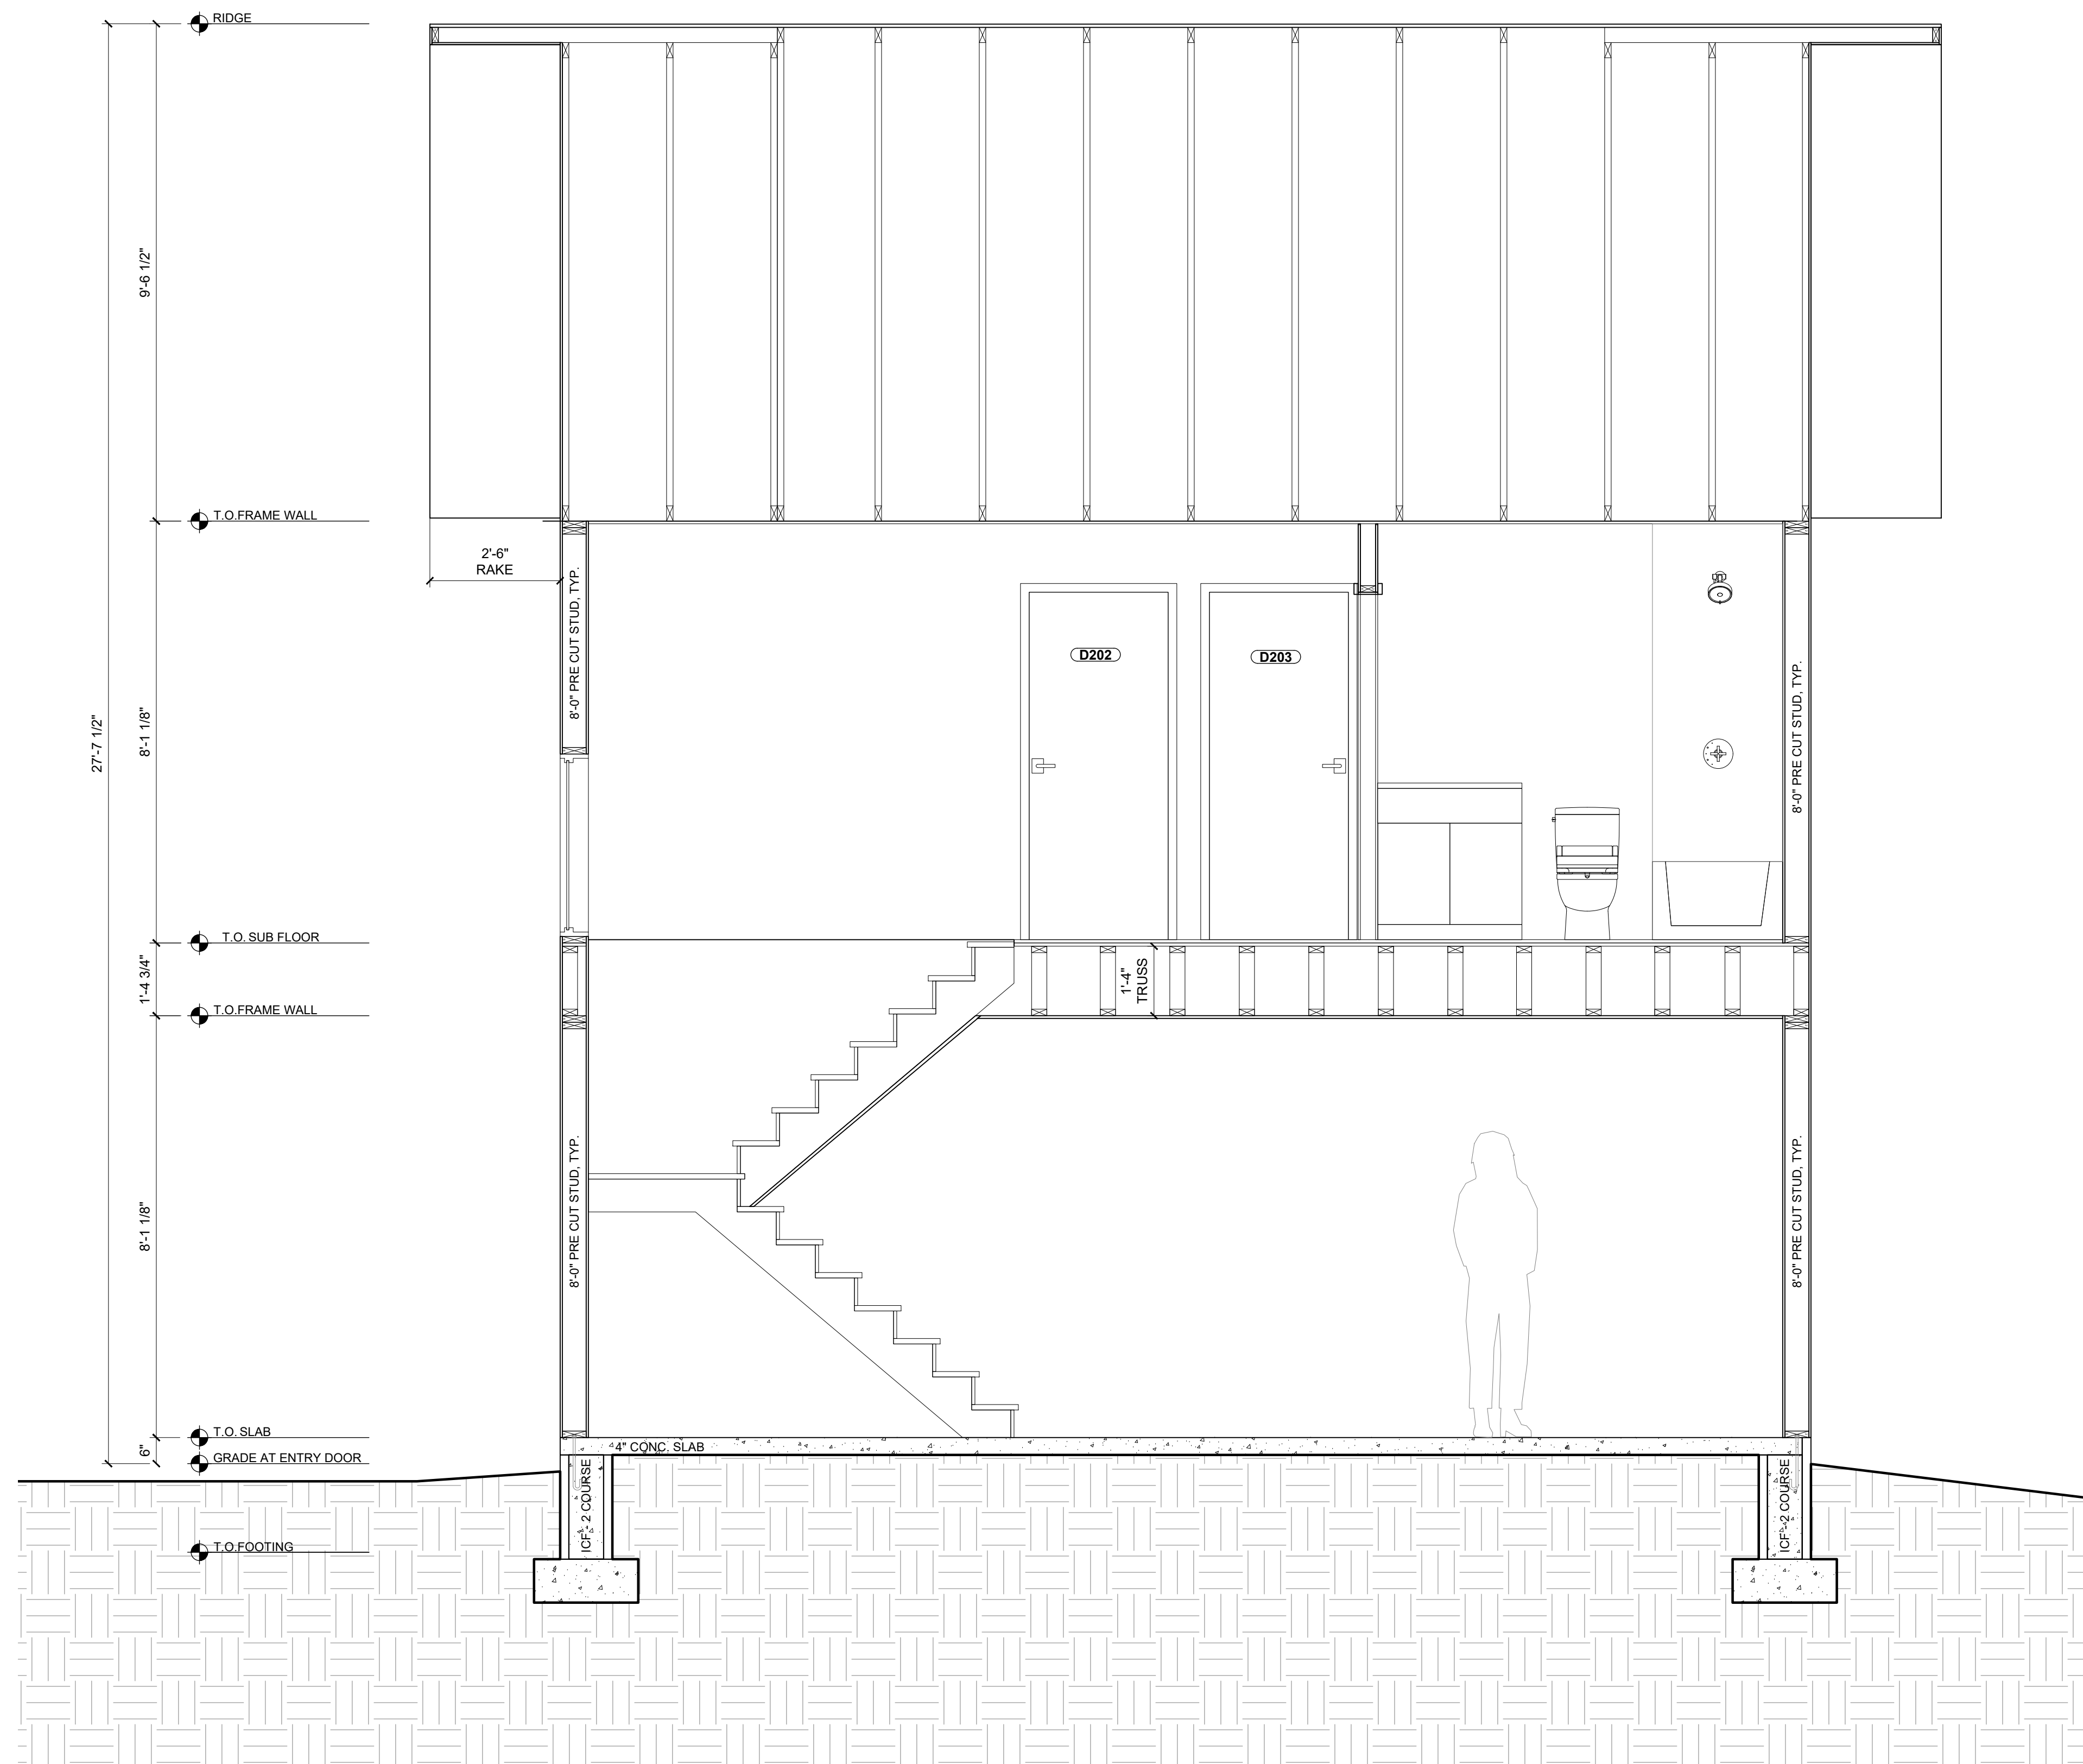 RIDGE
9'-6 1/2"
T.O.FRAME WALL
2'-6"
RAKE
8'-0" PRE CUT STUD, TYP.
D202
D203
8'-0" PRE CUT STUD, TYP.
27'-7 1/2"
8'-1 1/8"
T.O. SUB FLOOR
1'-4 3/4"
1'-4"
TRUSS
T.O.FRAME WALL
8'-0" PRE CUT STUD, TYP.
8'-0" PRE CUT STUD, TYP.
8'-1 1/8"
T.O. SLAB
4" CONC. SLAB
6"
GRADE AT ENTRY DOOR
ICF - 2 COURSE
ICF - 2 COURSE
T.O.FOOTING